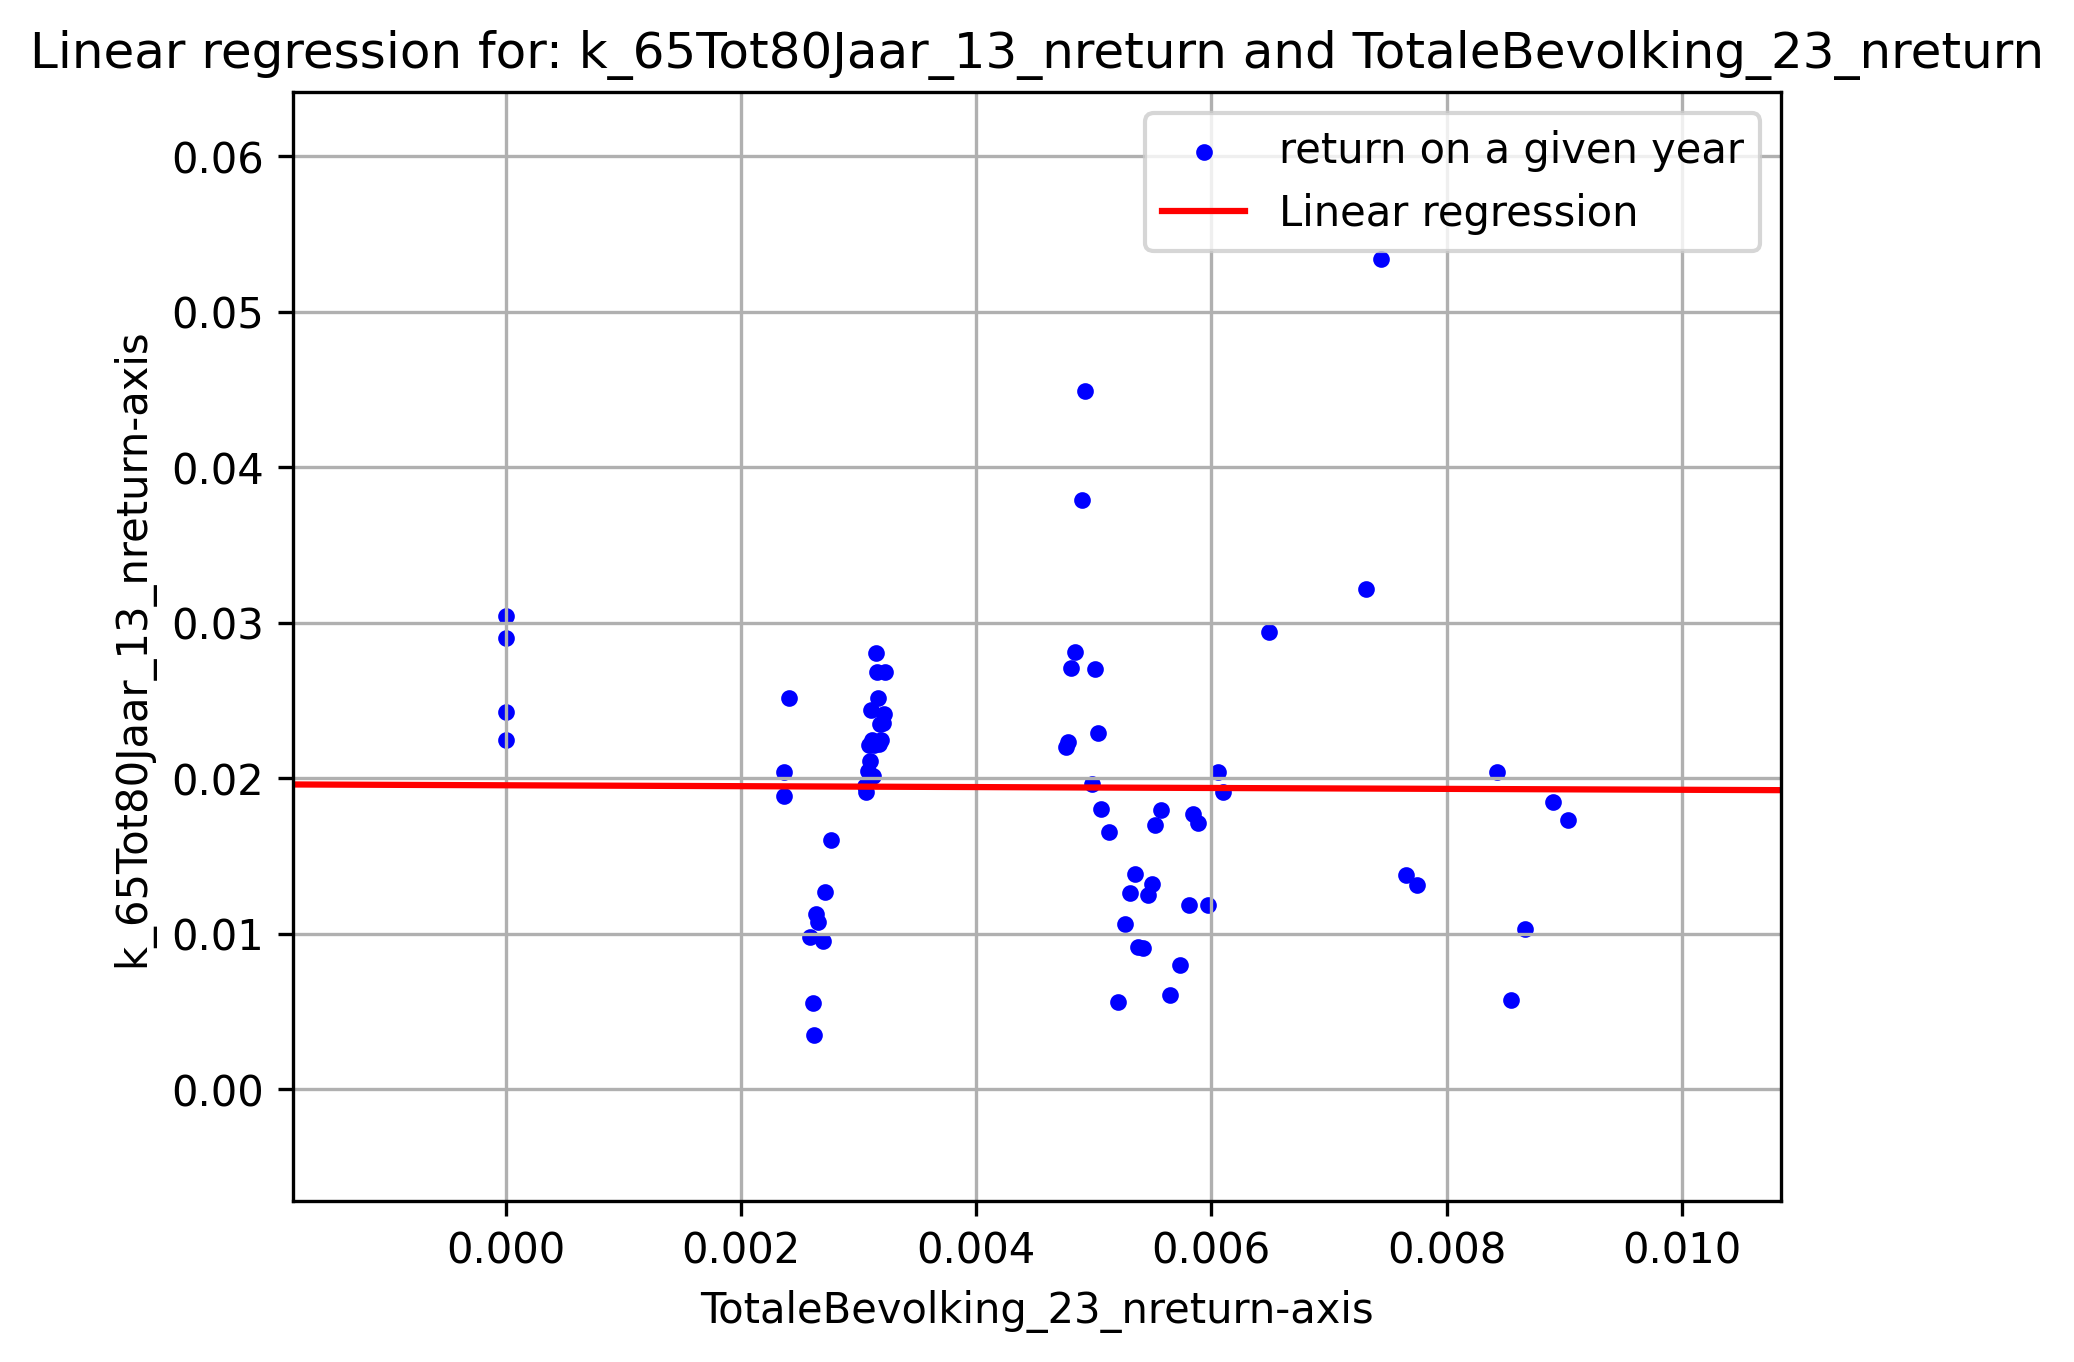 Linear regression for: k_65Tot80Jaar_13_nreturn and TotaleBevolking_23_nreturn
return on a given year
Linear regression
k_65Tot80Jaar_13_nreturn-axis
0.06
0.05
0.04
0.03
0.02
0.01
0.00
0.000 0.002 0.004 0.006 0.008 0.010
TotaleBevolking_23_nreturn-axis